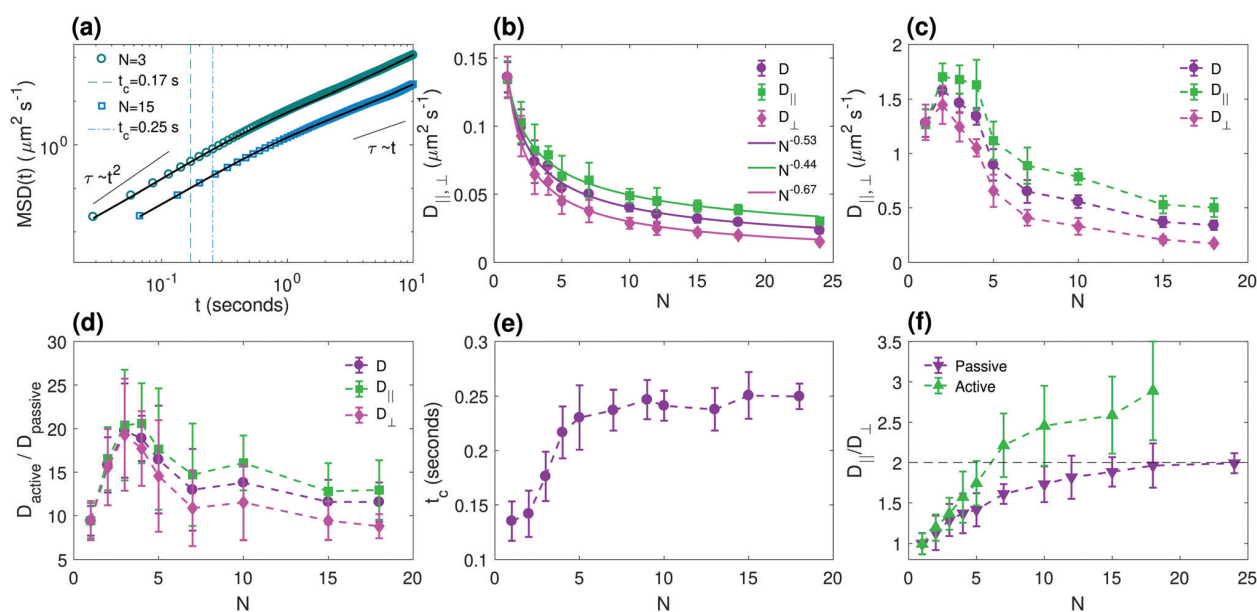 (a)
MSD(t) (μm² s⁻¹)
10⁰
N=3
t_c=0.17 s
N=15
t_c=0.25 s
τ ~t²
τ ~t
10⁻¹ 10⁰ 10¹
t (seconds)
(b)
D_||,⊥ (μm² s⁻¹)
0.15
0.1
0.05
0
D
D_||
D_⊥
N⁻⁰·⁵³
N⁻⁰·⁴⁴
N⁻⁰·⁶⁷
0 5 10 15 20 25
N
(c)
D_||,⊥ (μm² s⁻¹)
2
1.5
1
0.5
0
D
D_||
D_⊥
0 5 10 15 20
N
(d)
D_active / D_passive
30
25
20
15
10
5
D
D_||
D_⊥
0 5 10 15 20
N
(e)
t_c (seconds)
0.3
0.25
0.2
0.15
0.1
0 5 10 15 20
N
(f)
D_||/D_⊥
3.5
3
2.5
2
1.5
1
0.5
Passive
Active
0 5 10 15 20 25
N